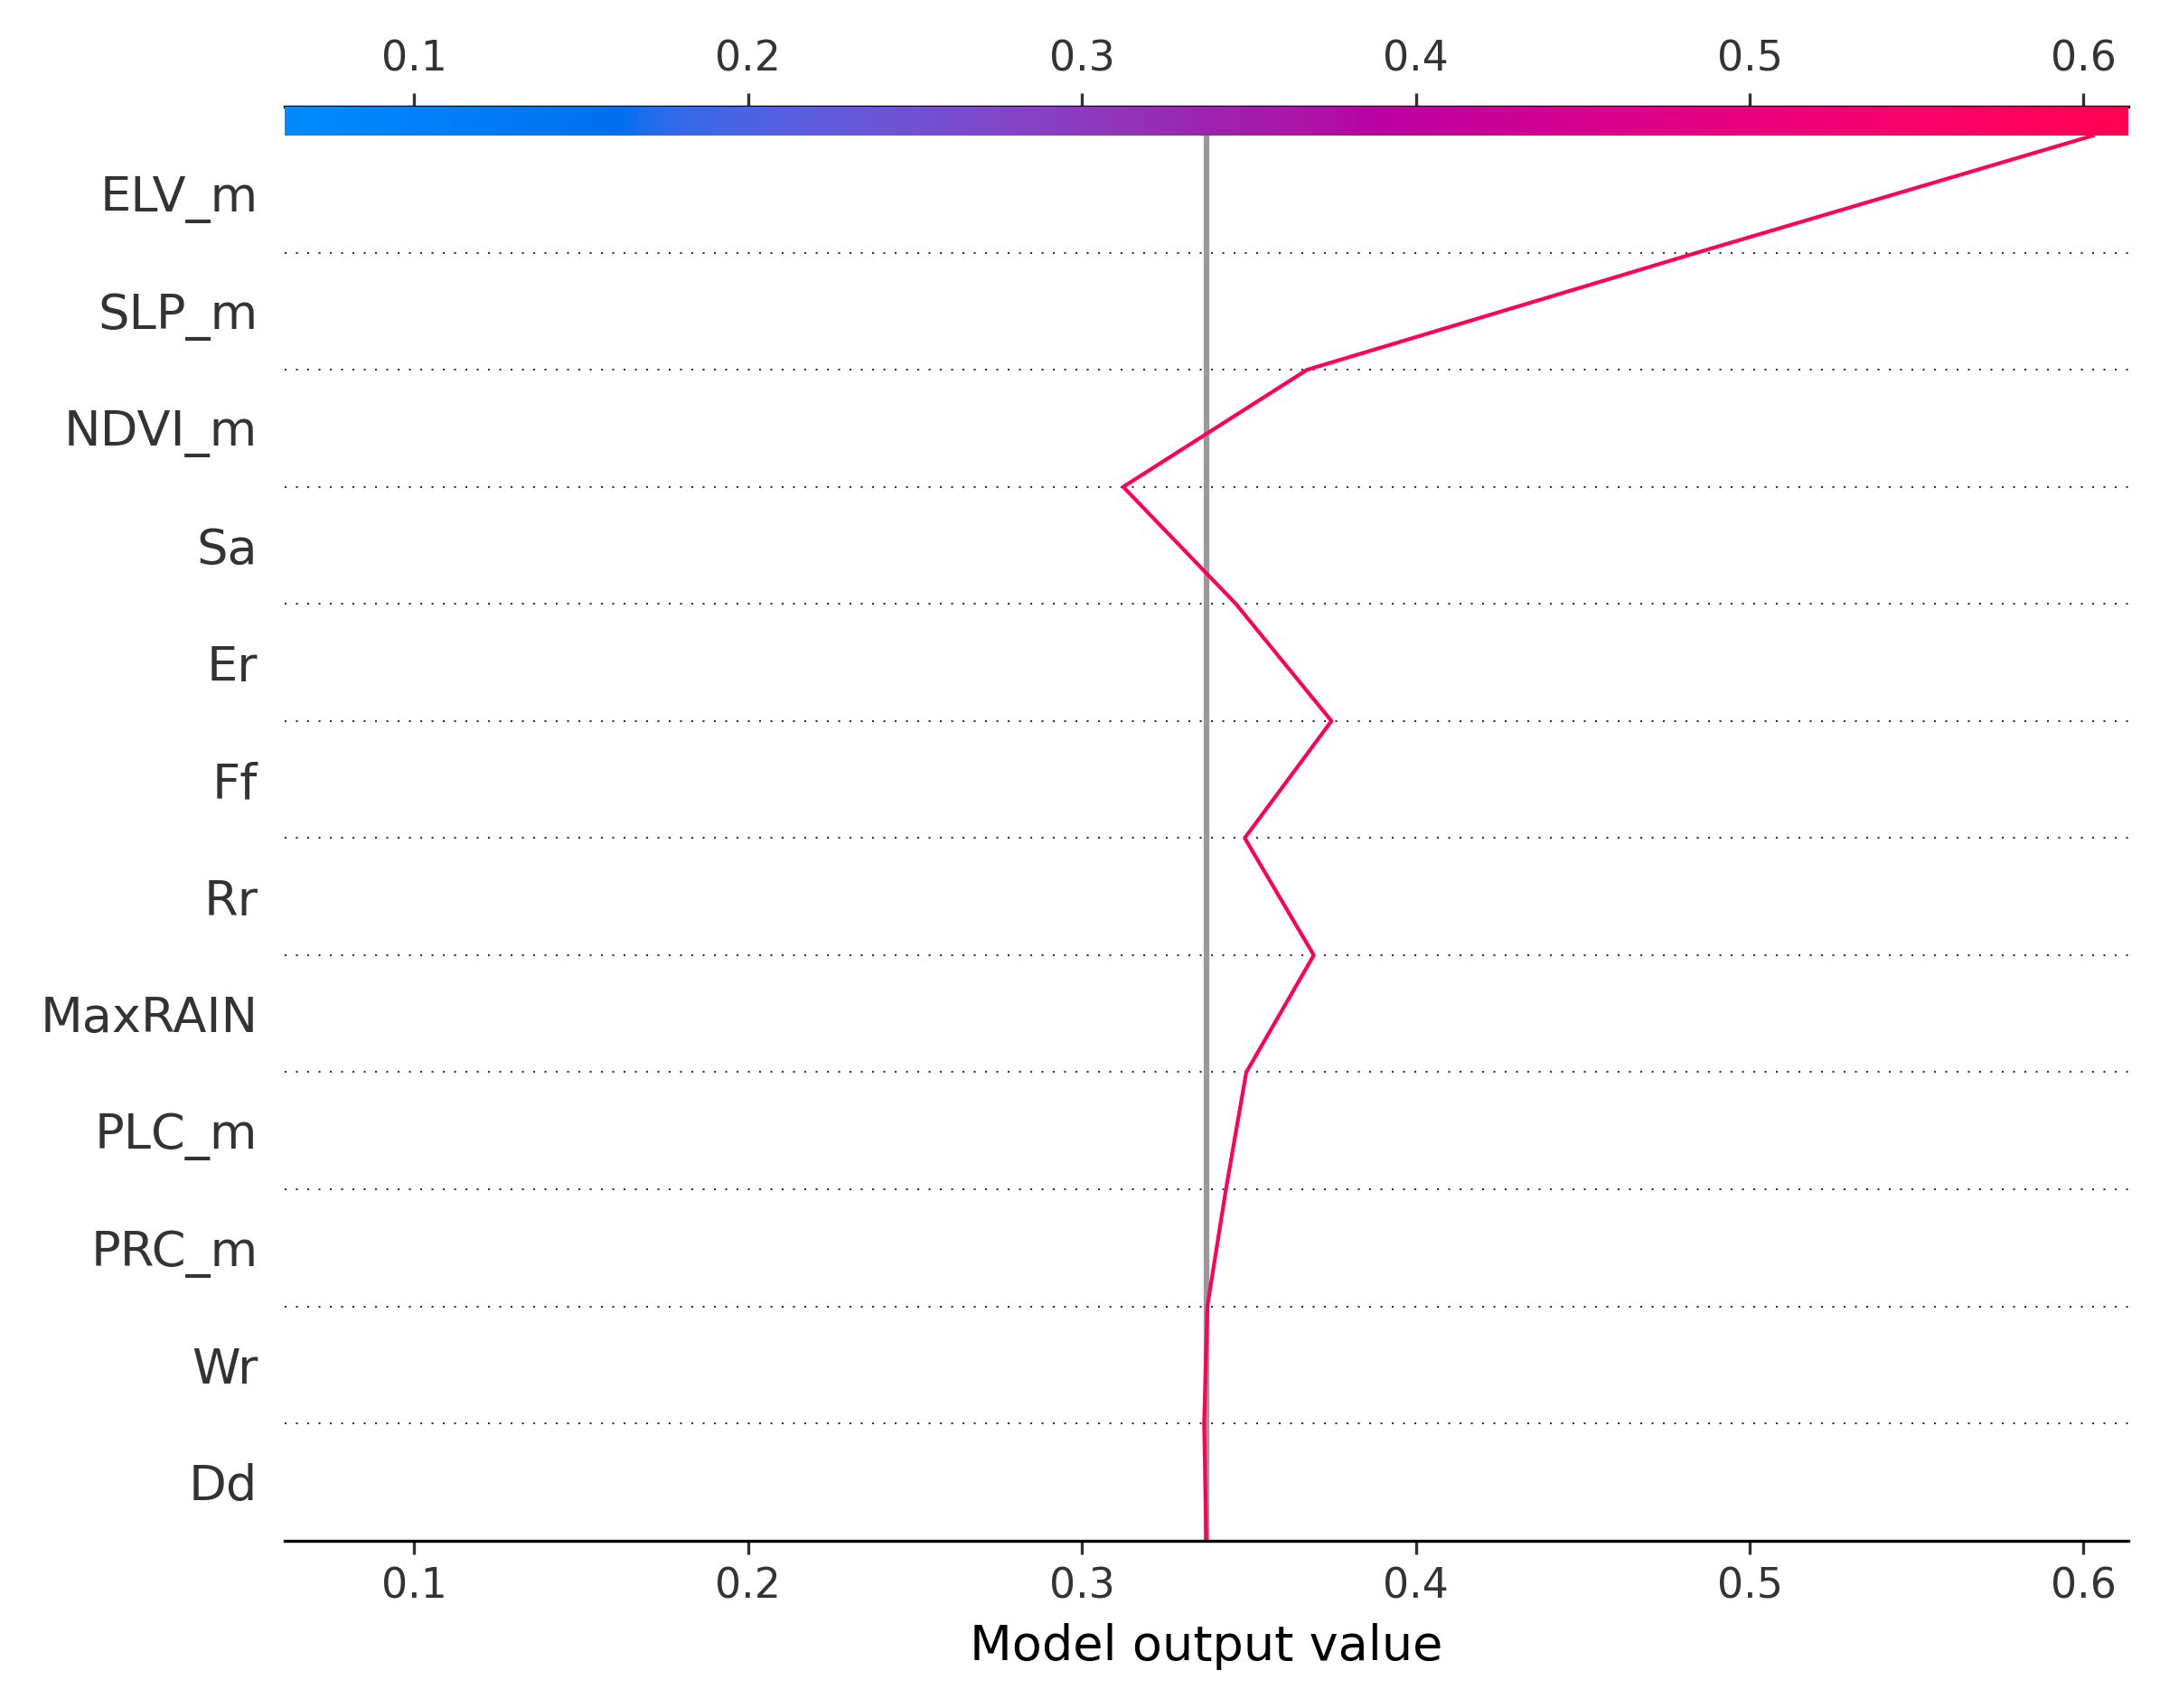 0.1 0.2 0.3 0.4 0.5 0.6
ELV_m
SLP_m
NDVI_m
Sa
Er
Ff
Rr
MaxRAIN
PLC_m
PRC_m
Wr
Dd
0.1 0.2 0.3 0.4 0.5 0.6
Model output value